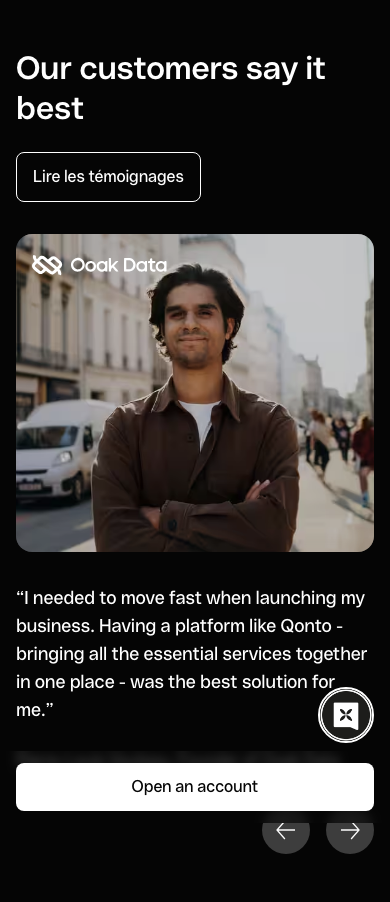 Our customers say it
best
Lire les témoignages
Ooak Data
“I needed to move fast when launching my
business. Having a platform like Qonto -
bringing all the essential services together
in one place - was the best solution for
me.”
Open an account